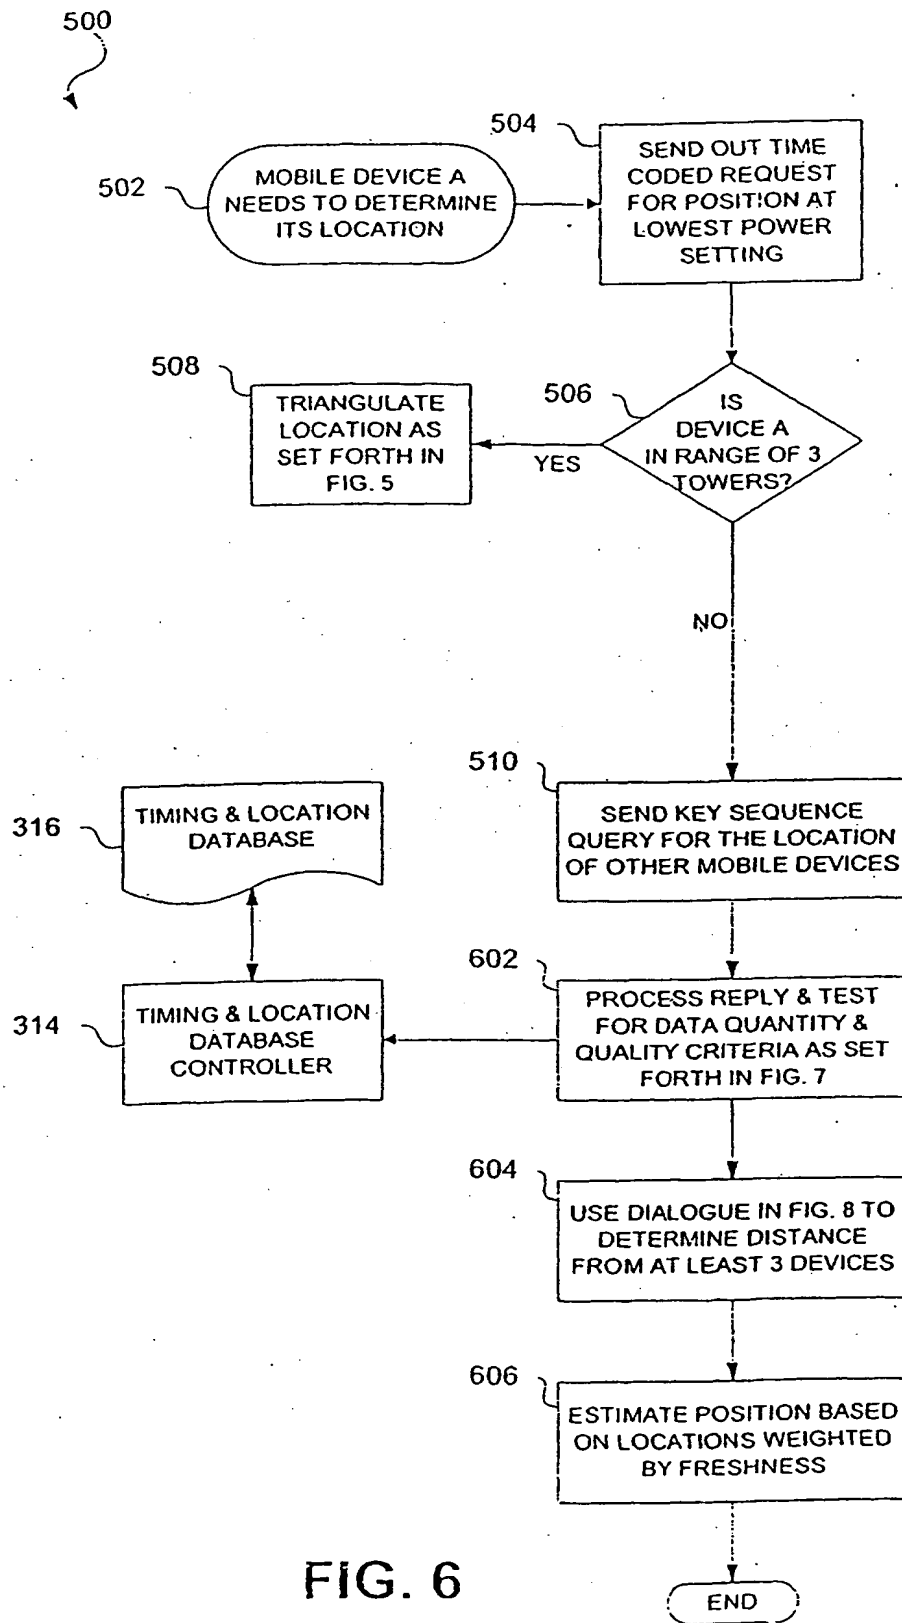 500
504
SEND OUT TIME
CODED REQUEST
FOR POSITION AT
LOWEST POWER
SETTING
502
MOBILE DEVICE A
NEEDS TO DETERMINE
ITS LOCATION
508
TRIANGULATE
LOCATION AS
SET FORTH IN
FIG. 5
506
IS
DEVICE A
IN RANGE OF 3
TOWERS?
YES
NO
510
SEND KEY SEQUENCE
QUERY FOR THE LOCATION
OF OTHER MOBILE DEVICES
316
TIMING & LOCATION
DATABASE
602
PROCESS REPLY & TEST
FOR DATA QUANTITY &
QUALITY CRITERIA AS SET
FORTH IN FIG. 7
314
TIMING & LOCATION
DATABASE
CONTROLLER
604
USE DIALOGUE IN FIG. 8 TO
DETERMINE DISTANCE
FROM AT LEAST 3 DEVICES
606
ESTIMATE POSITION BASED
ON LOCATIONS WEIGHTED
BY FRESHNESS
END
FIG. 6